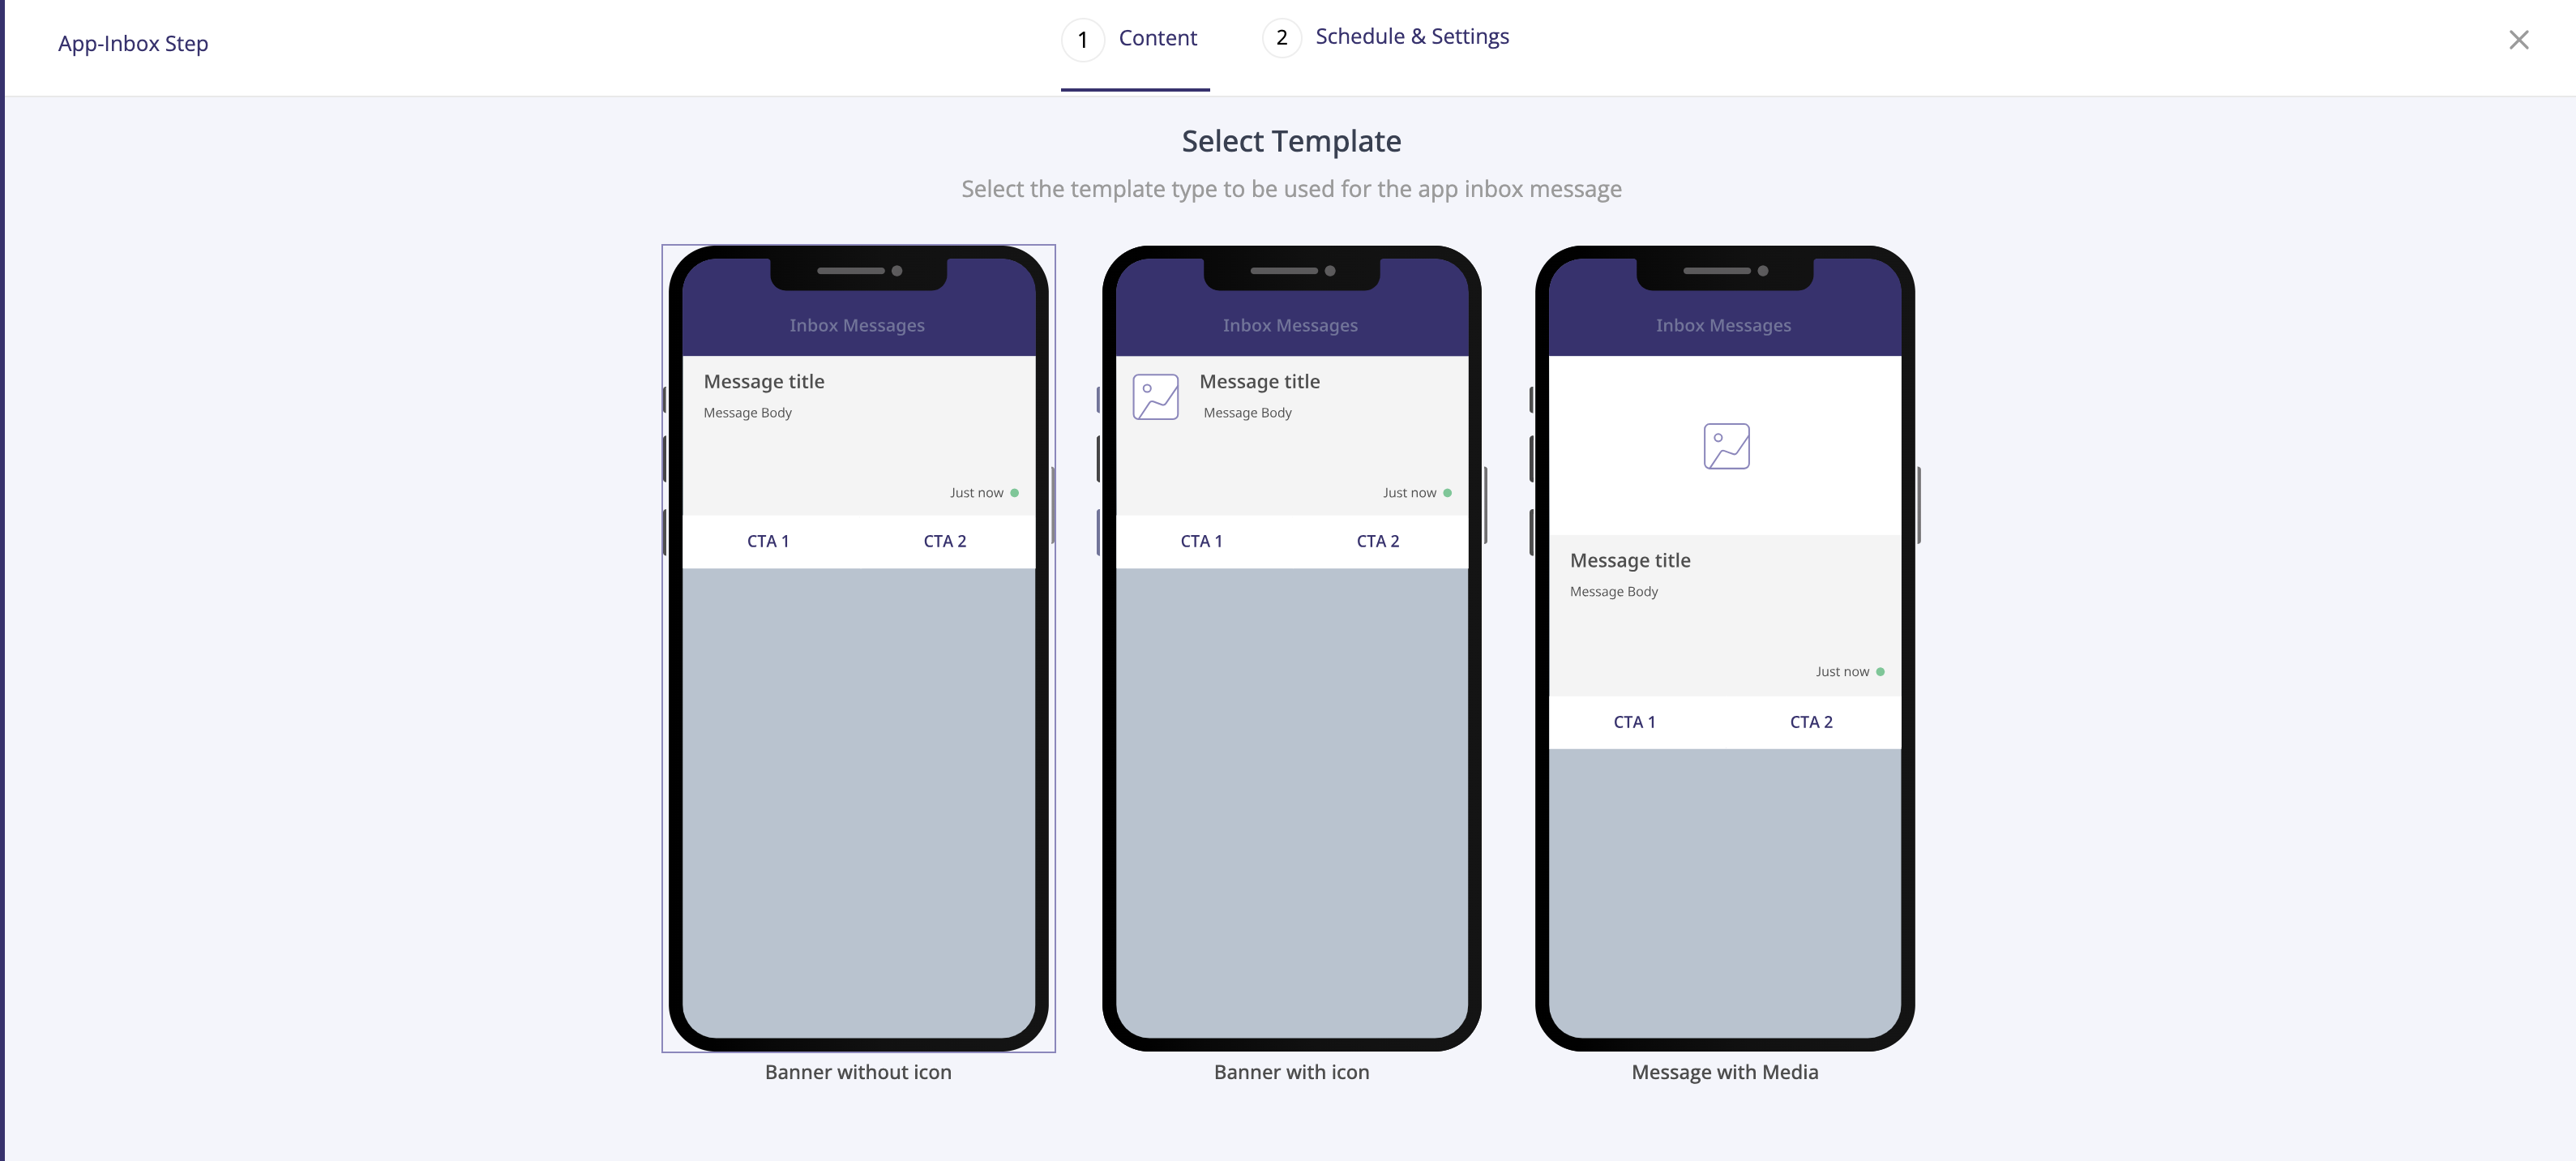 App-Inbox Step
1 Content
2 Schedule & Settings
Select Template
Select the template type to be used for the app inbox message
Inbox Messages
Message title
Message Body
Just now
CTA 1 CTA 2
Banner without icon
Inbox Messages
Message title
Message Body
Just now
CTA 1 CTA 2
Banner with icon
Inbox Messages
Message title
Message Body
Just now
CTA 1 CTA 2
Message with Media